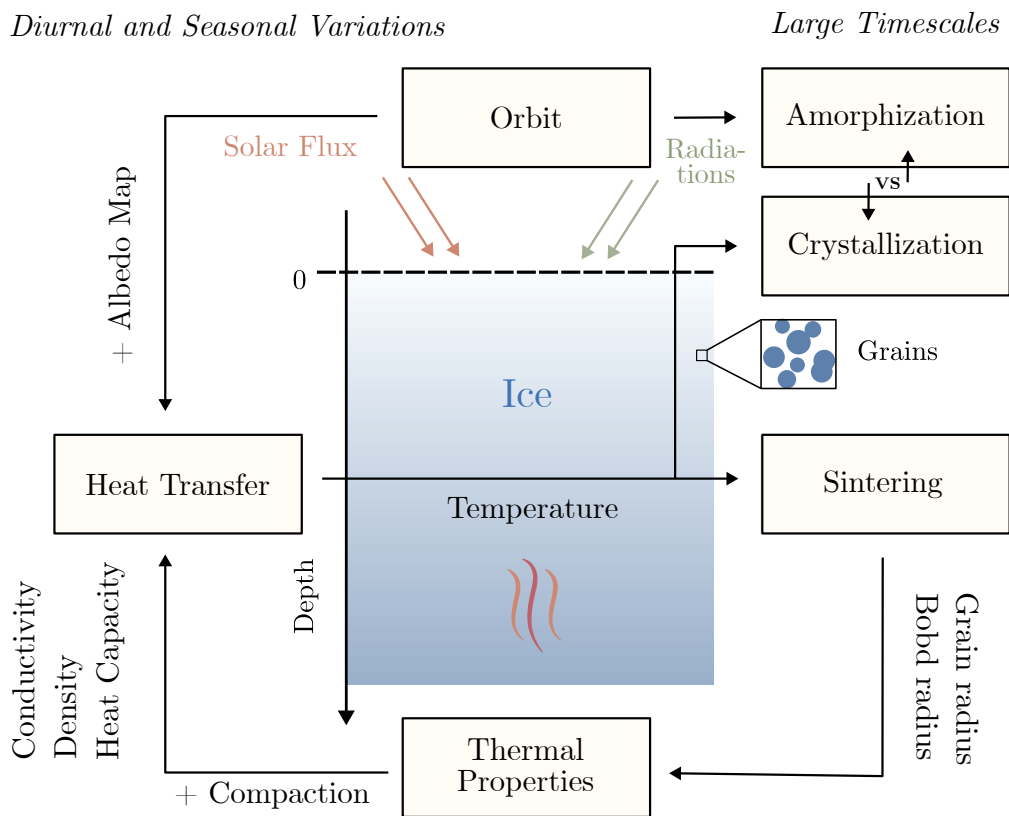 Diurnal and Seasonal Variations
Large Timescales
Orbit
Amorphization
Solar Flux
Radia-
tions
vs
+ Albedo Map
Crystallization
0
Grains
Ice
Heat Transfer
Sintering
Temperature
Depth
Conductivity
Density
Heat Capacity
Grain radius
Bobd radius
Thermal
Properties
+ Compaction